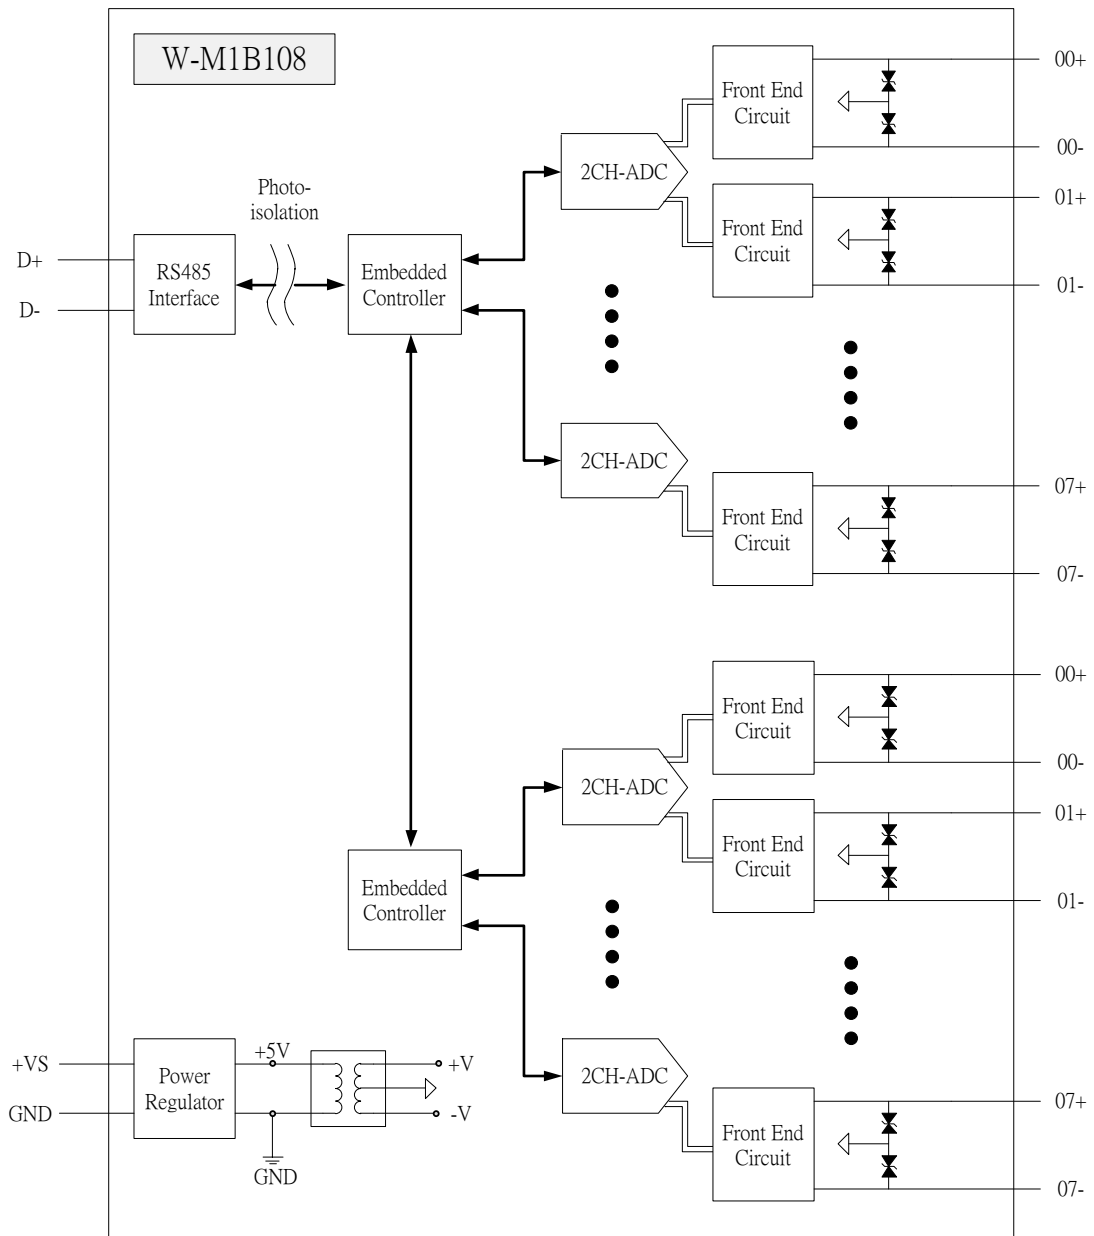 W-M1B108
00+
Front End
Circuit
00-
2CH-ADC
Photo-
isolation
01+
Front End
Circuit
01-
D+
D-
RS485
Interface
Embedded
Controller
2CH-ADC
07+
Front End
Circuit
07-
00+
Front End
Circuit
00-
2CH-ADC
01+
Front End
Circuit
01-
Embedded
Controller
+VS
GND
Power
Regulator
+5V
GND
+V
-V
2CH-ADC
07+
Front End
Circuit
07-